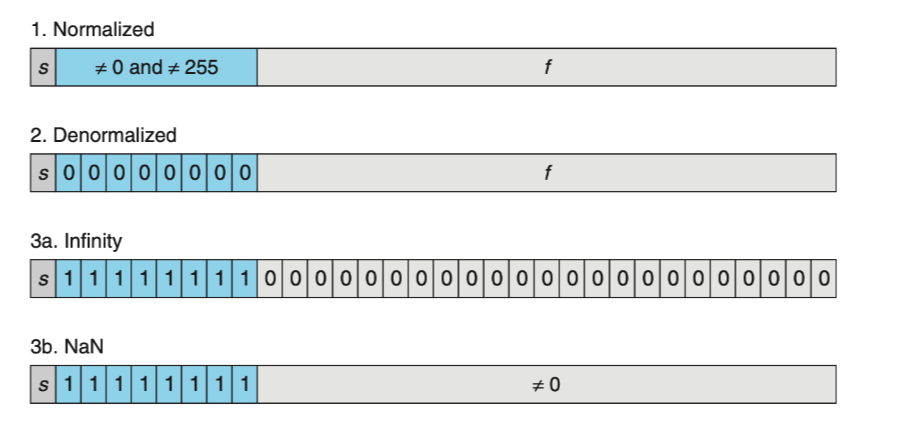 1. Normalized
s ≠ 0 and ≠ 255 f
2. Denormalized
s 0 0 0 0 0 0 0 0 f
3a. Infinity
s 1 1 1 1 1 1 1 1 0 0 0 0 0 0 0 0 0 0 0 0 0 0 0 0 0 0 0 0 0 0 0
3b. NaN
s 1 1 1 1 1 1 1 1 ≠ 0